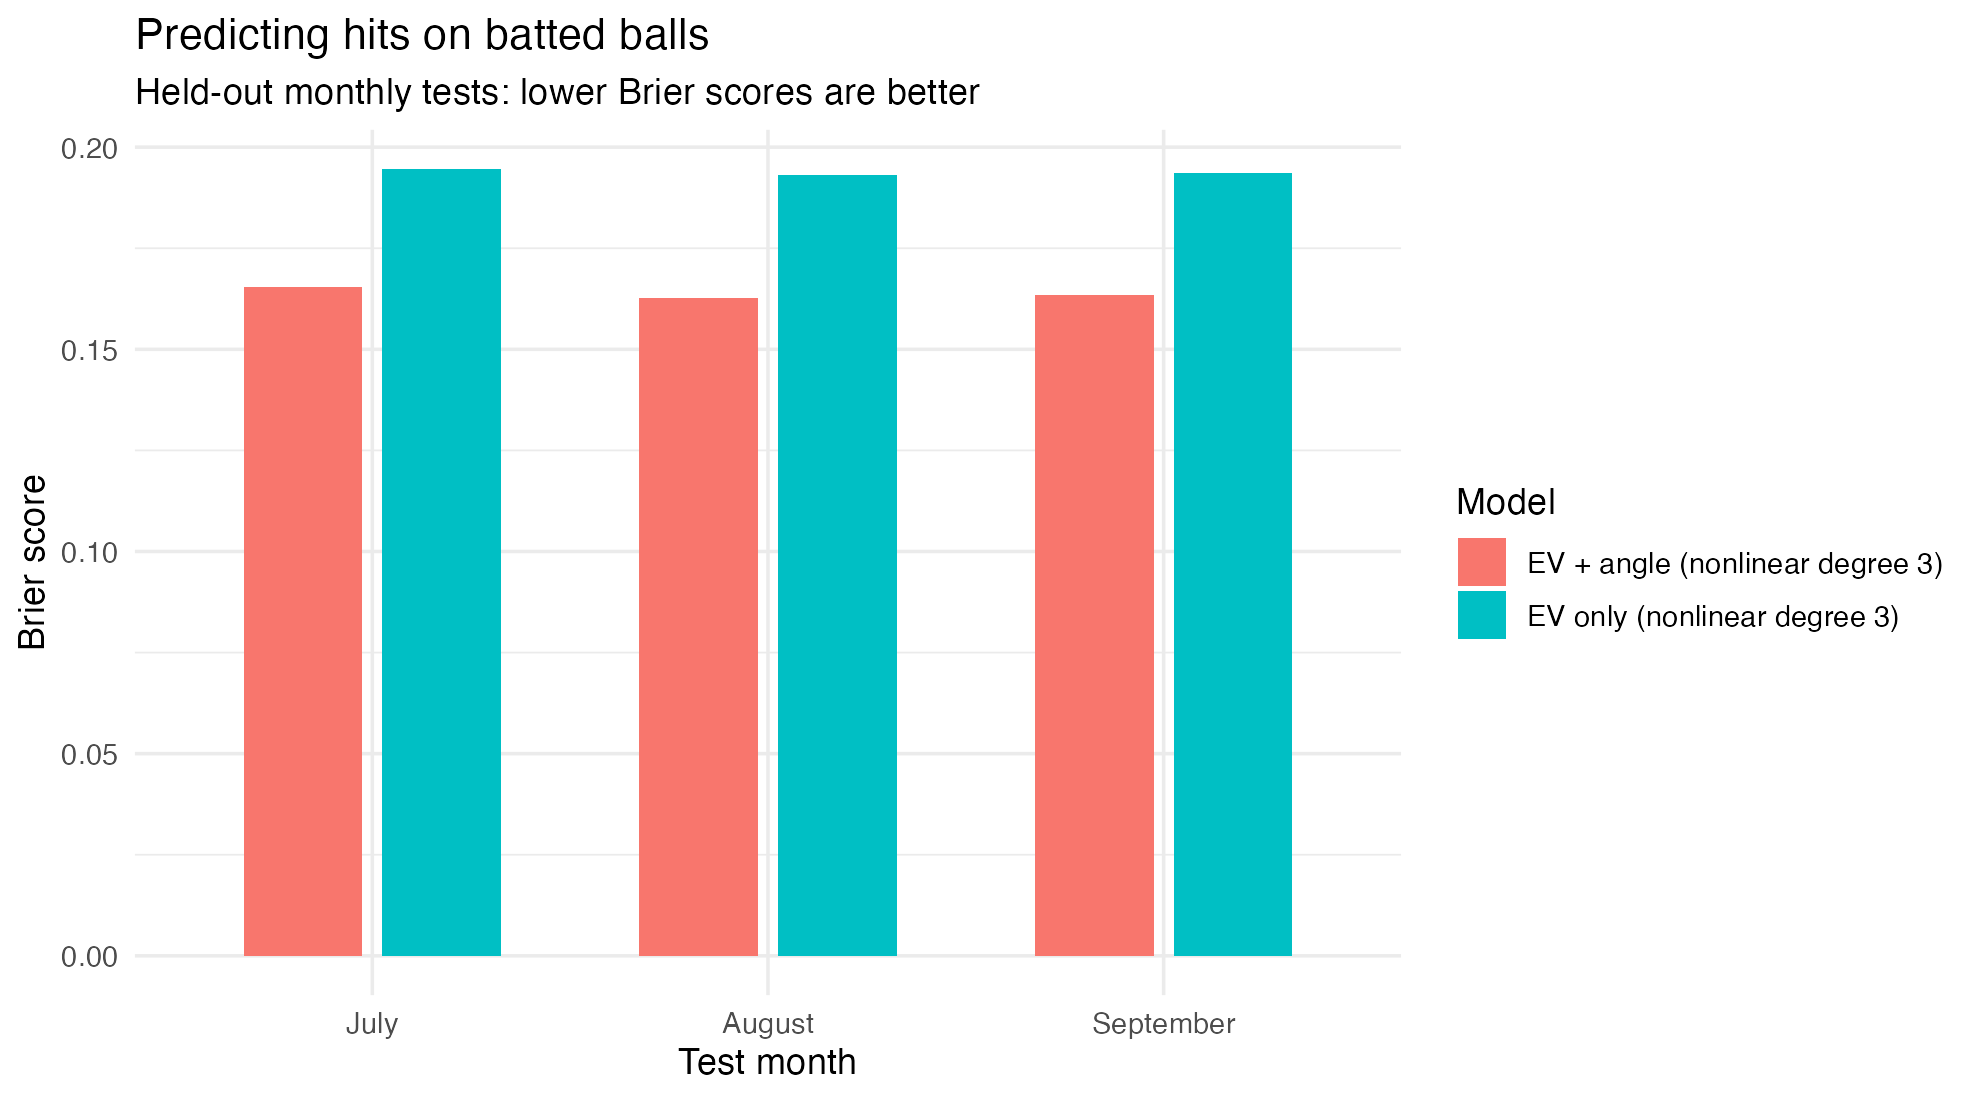 Predicting hits on batted balls
Held-out monthly tests: lower Brier scores are better
0.20
0.15
0.10
0.05
0.00
Brier score
July
August
September
Test month
Model
EV + angle (nonlinear degree 3)
EV only (nonlinear degree 3)